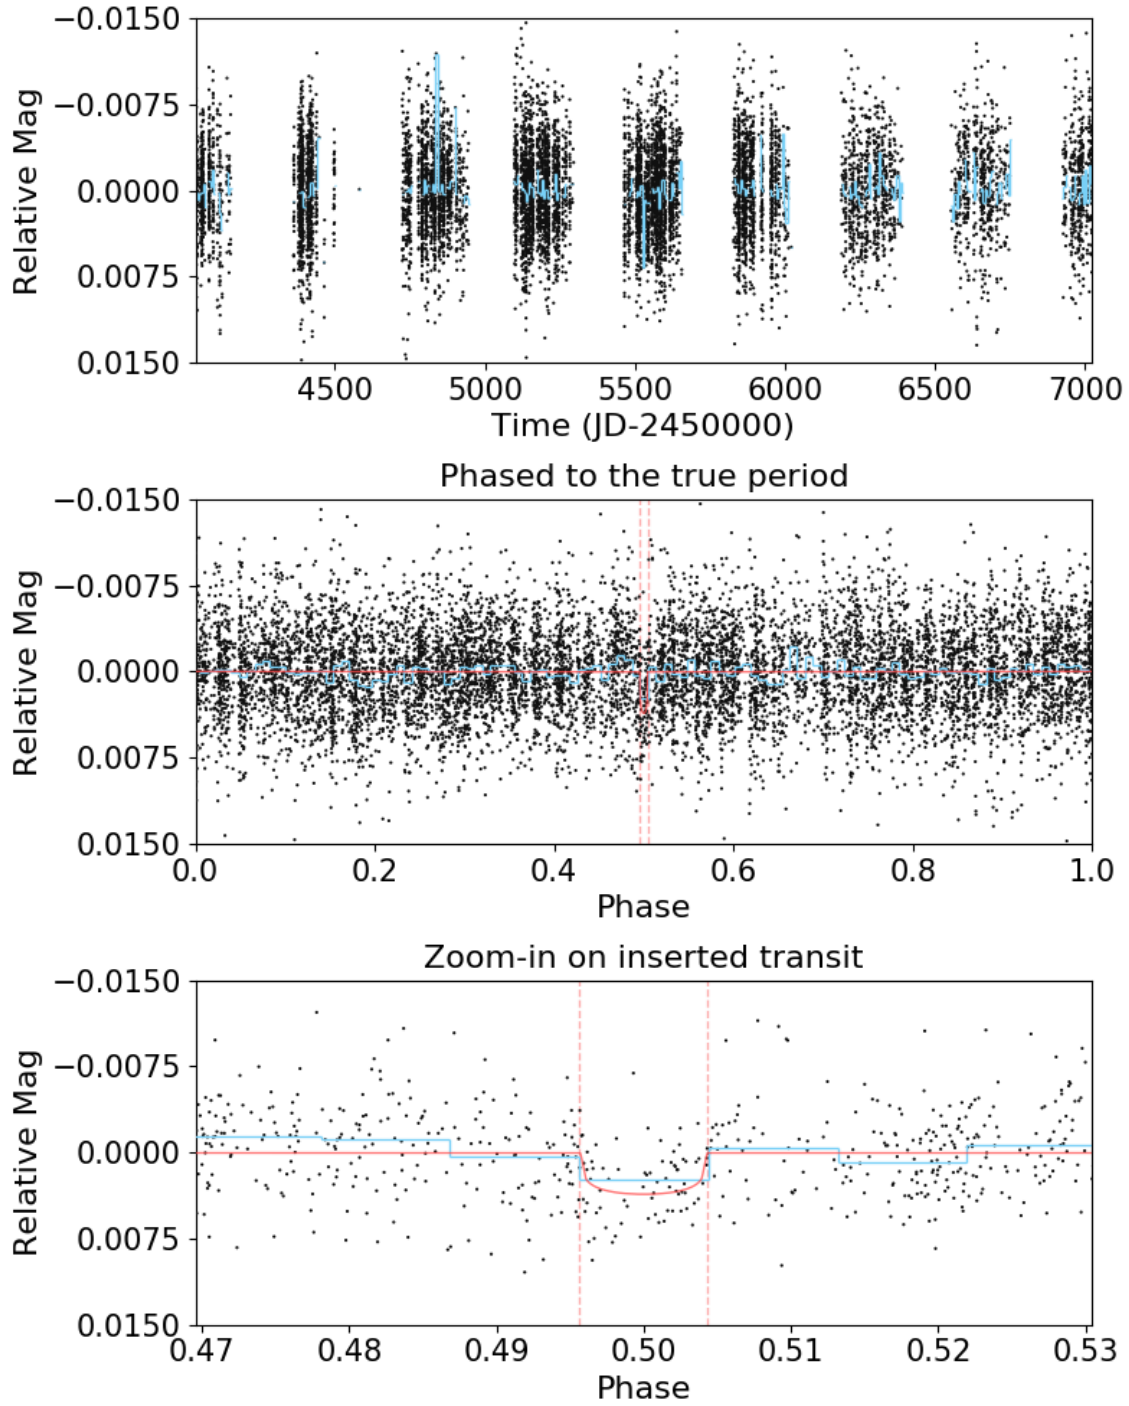 −0.0150
−0.0075
0.0000
0.0075
0.0150
Relative Mag
4500 5000 5500 6000 6500 7000
Time (JD-2450000)
Phased to the true period
−0.0150
−0.0075
0.0000
0.0075
0.0150
Relative Mag
0.0 0.2 0.4 0.6 0.8 1.0
Phase
Zoom-in on inserted transit
−0.0150
−0.0075
0.0000
0.0075
0.0150
Relative Mag
0.47 0.48 0.49 0.50 0.51 0.52 0.53
Phase